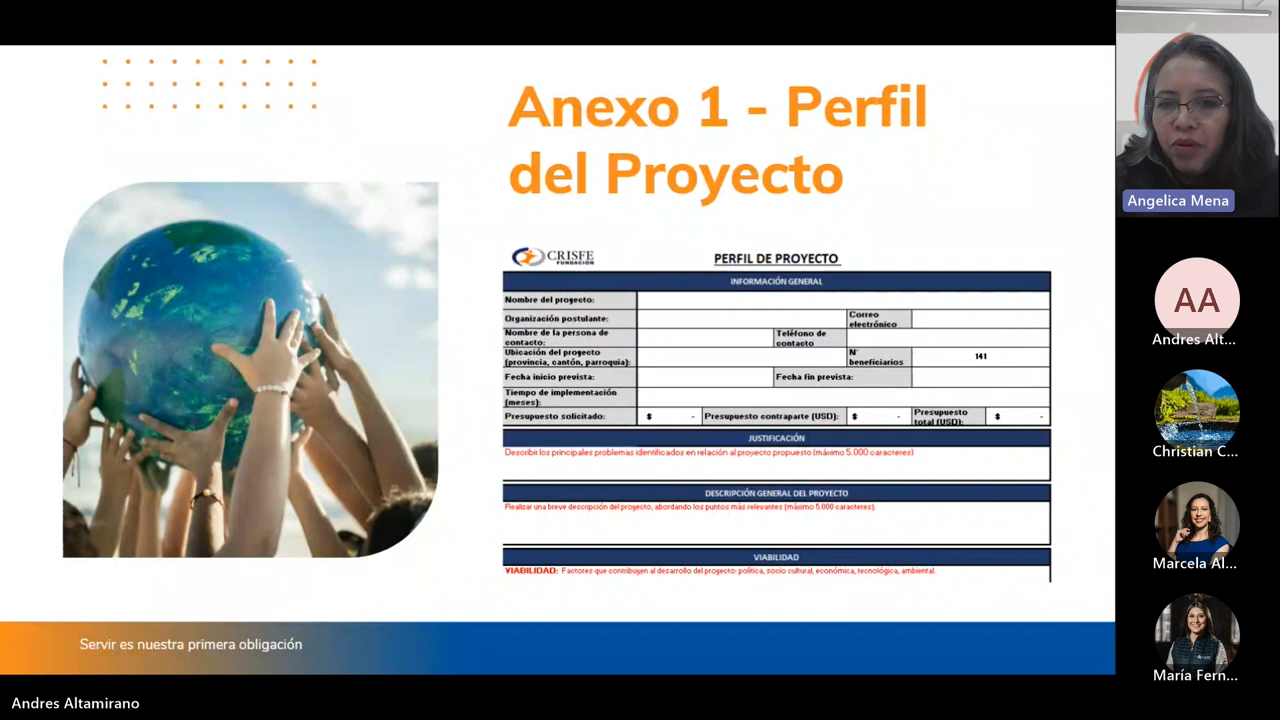 Anexo 1 - Perfil
del Proyecto
CRISFE
FUNDACIÓN
PERFIL DE PROYECTO
INFORMACIÓN GENERAL
Nombre del proyecto:
Organización postulante:
Correo electrónico
Nombre de la persona de contacto:
Teléfono de contacto
Ubicación del proyecto (provincia, cantón, parroquia):
N° beneficiarios
141
Fecha inicio prevista:
Fecha fin prevista:
Tiempo de implementación (meses):
Presupuesto solicitado:
$ -
Presupuesto contraparte (USD):
$ -
Presupuesto total (USD):
$ -
JUSTIFICACIÓN
Describir los principales problemas identificados en relación al proyecto propuesto (máximo 5.000 caracteres)
DESCRIPCIÓN GENERAL DEL PROYECTO
Realizar una breve descripción del proyecto, abordando los puntos más relevantes (máximo 5.000 caracteres).
VIABILIDAD
VIABILIDAD: Factores que contribuyen al desarrollo del proyecto: política, socio cultural, económica, tecnológica, ambiental.
Servir es nuestra primera obligación
Andres Altamirano
Angelica Mena
AA
Andres Alt...
Christian C...
Marcela Al...
María Fern...